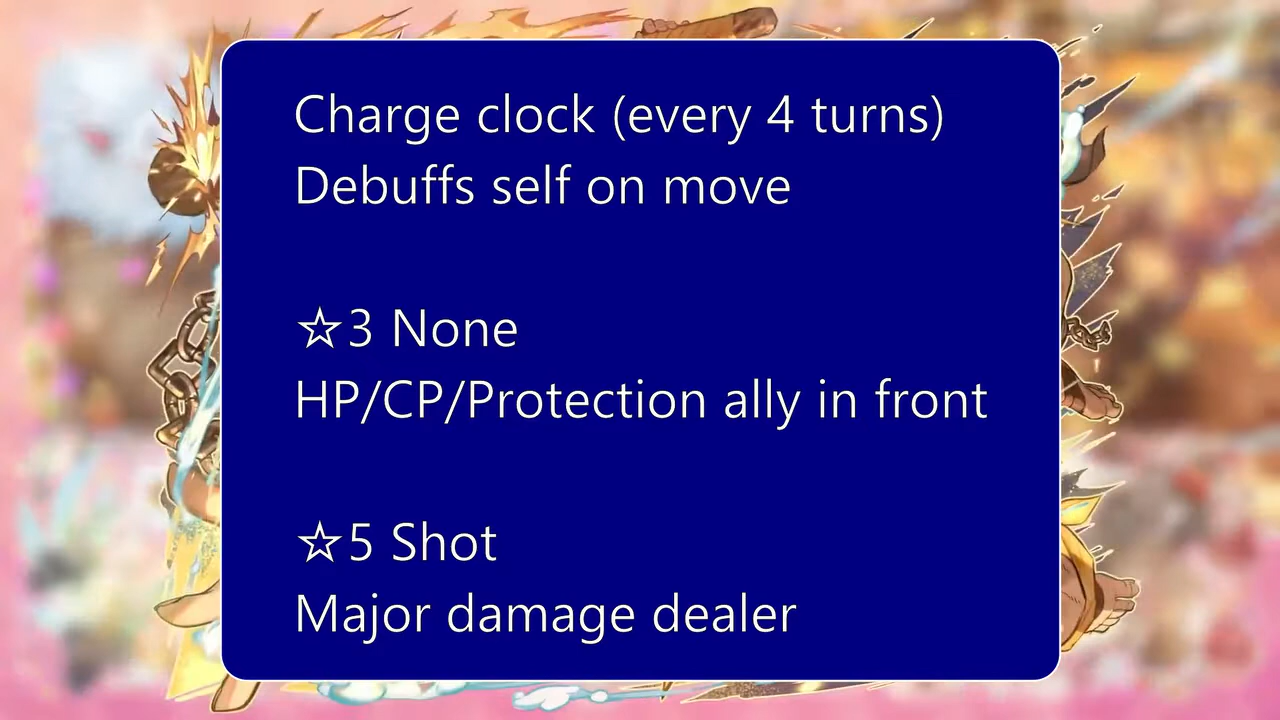 Charge clock (every 4 turns)
Debuffs self on move
☆3 None
HP/CP/Protection ally in front
☆5 Shot
Major damage dealer